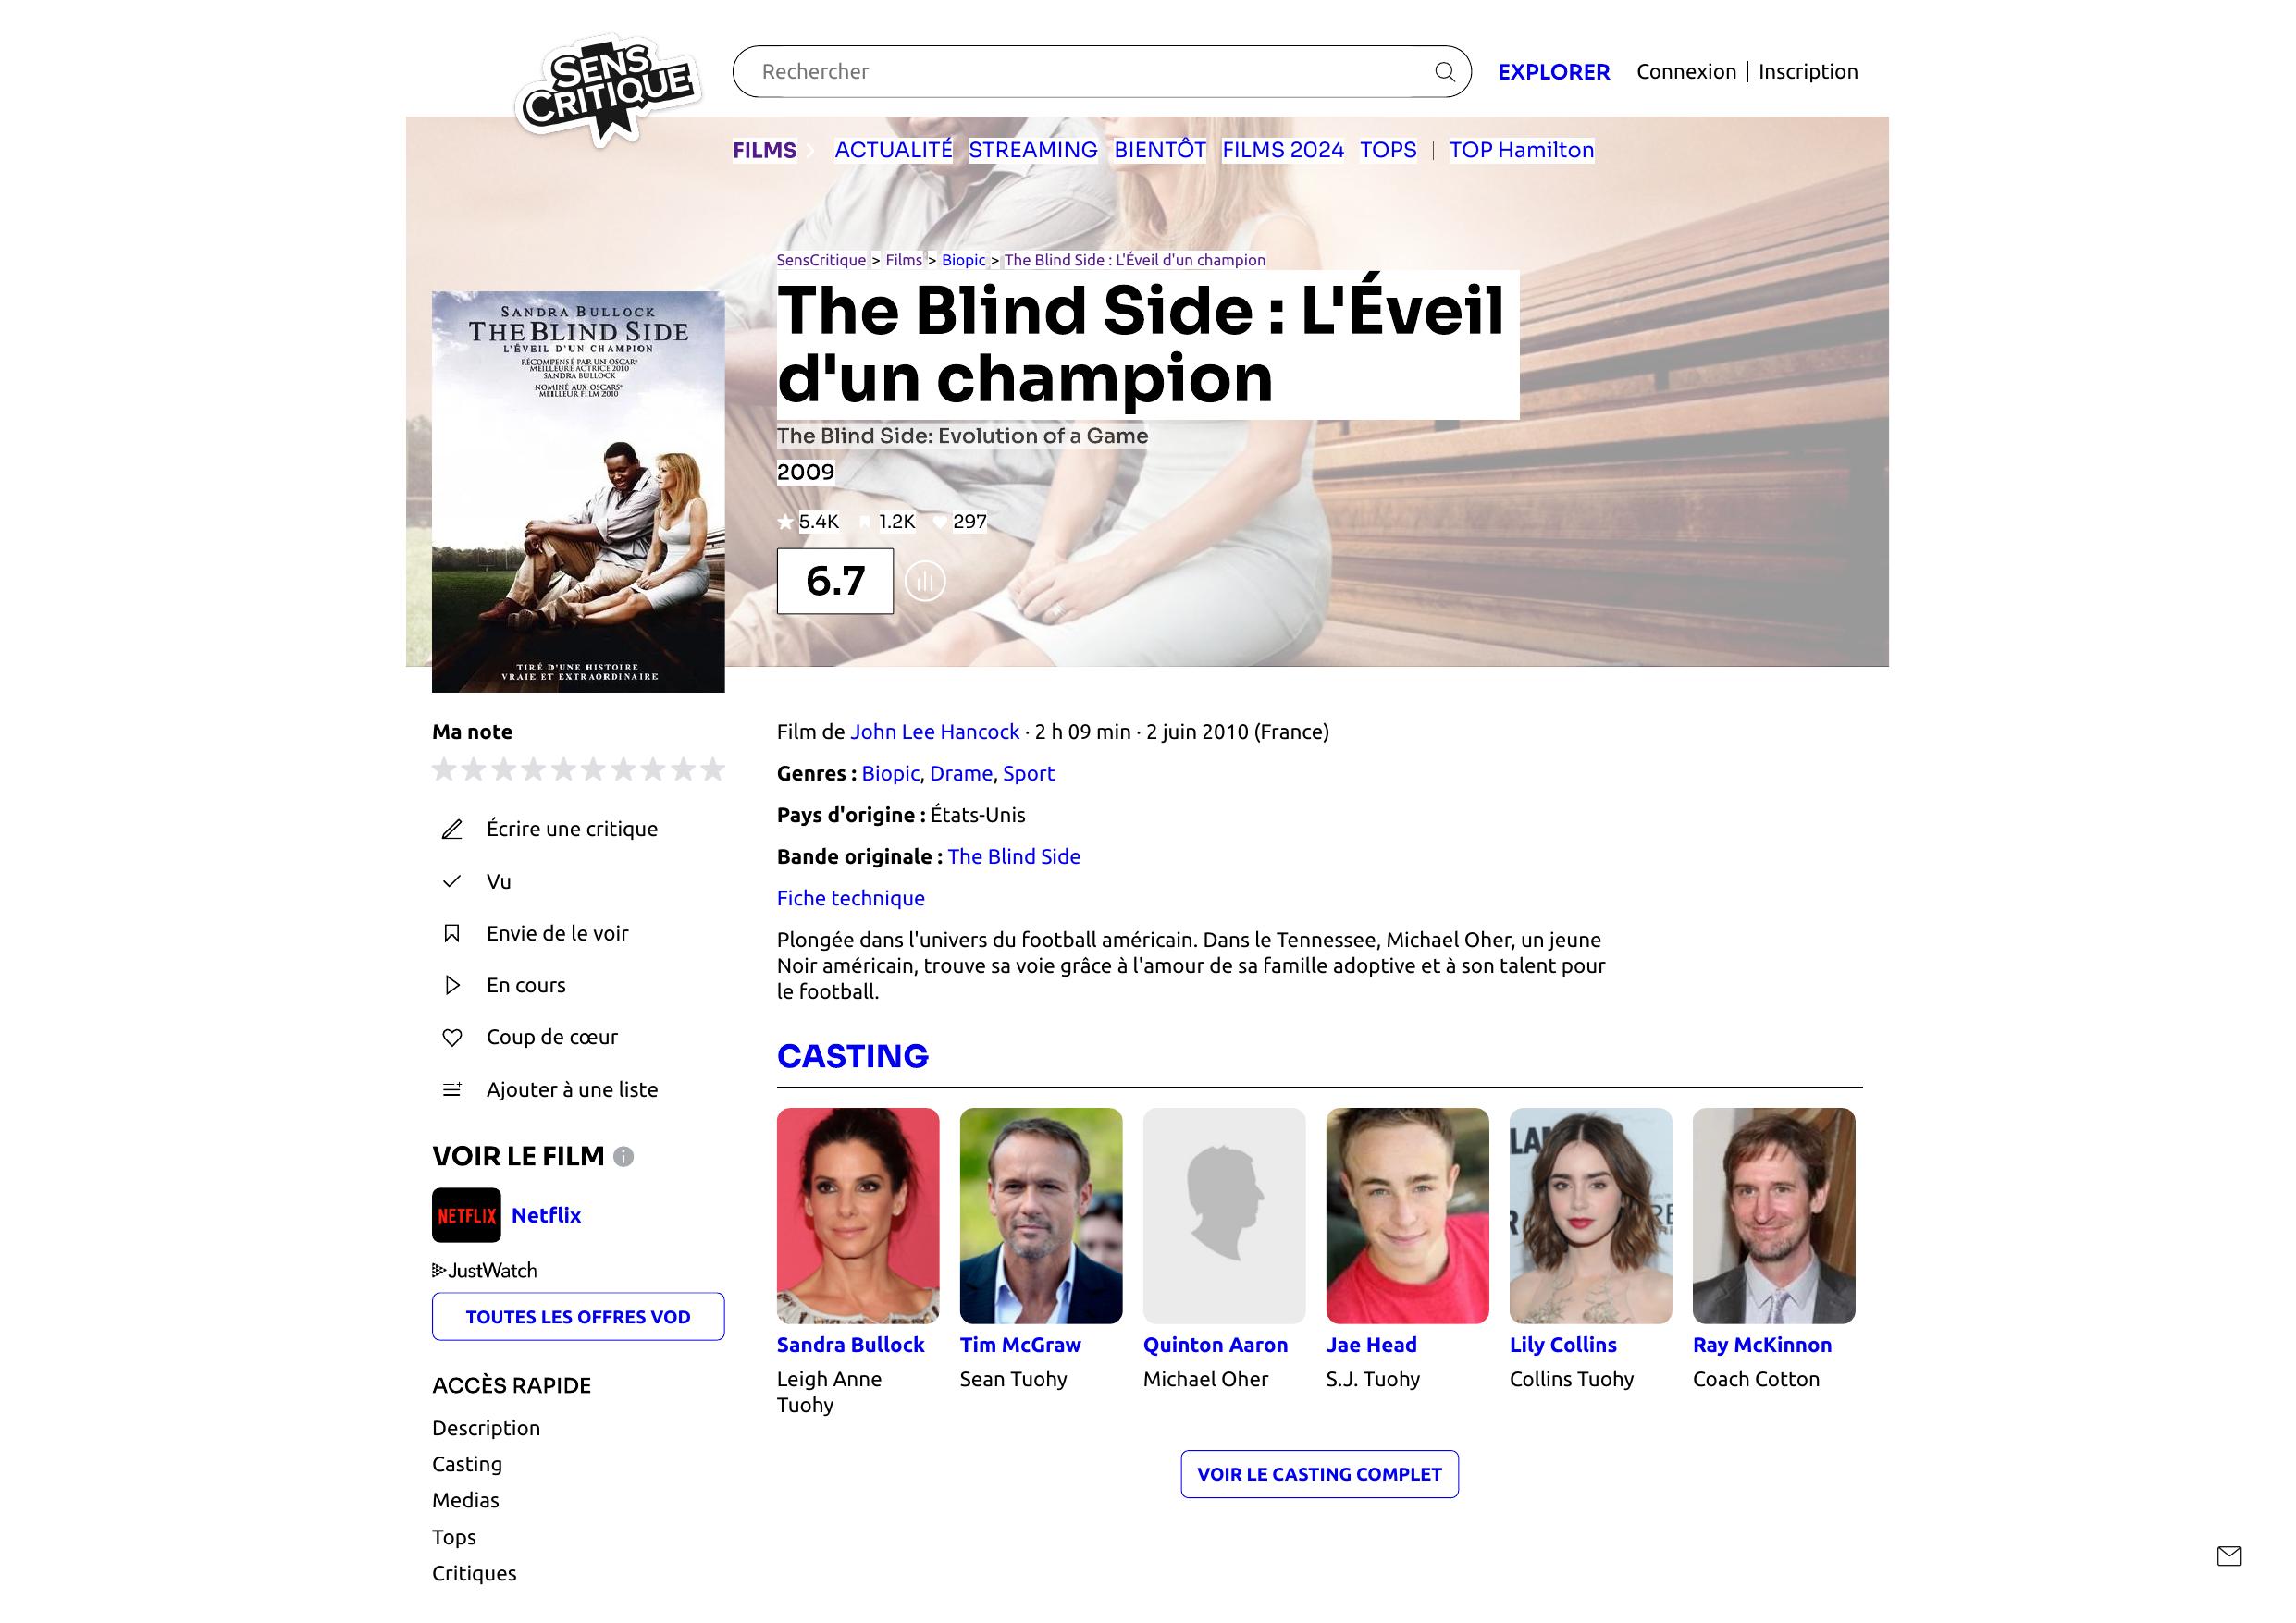 SENS
CRITIQUE
Rechercher
EXPLORER
Connexion | Inscription
FILMS
ACTUALITÉ STREAMING BIENTÔT FILMS 2024 TOPS | TOP Hamilton
SensCritique > Films > Biopic > The Blind Side : L'Éveil d'un champion
The Blind Side : L'Éveil
d'un champion
The Blind Side: Evolution of a Game
2009
5.4K 1.2K 297
6.7
SANDRA BULLOCK
THE BLIND SIDE
L'ÉVEIL D'UN CHAMPION
RÉCOMPENSÉ PAR UN OSCAR®
MEILLEURE ACTRICE 2010
SANDRA BULLOCK
NOMINÉ AUX OSCARS®
MEILLEUR FILM 2010
TIRÉ D'UNE HISTOIRE
VRAIE ET EXTRAORDINAIRE
Ma note
Écrire une critique
Vu
Envie de le voir
En cours
Coup de cœur
Ajouter à une liste
VOIR LE FILM
NETFLIX
Netflix
JustWatch
TOUTES LES OFFRES VOD
ACCÈS RAPIDE
Description
Casting
Medias
Tops
Critiques
Film de John Lee Hancock · 2 h 09 min · 2 juin 2010 (France)
Genres : Biopic, Drame, Sport
Pays d'origine : États-Unis
Bande originale : The Blind Side
Fiche technique
Plongée dans l'univers du football américain. Dans le Tennessee, Michael Oher, un jeune
Noir américain, trouve sa voie grâce à l'amour de sa famille adoptive et à son talent pour
le football.
CASTING
Sandra Bullock
Leigh Anne
Tuohy
Tim McGraw
Sean Tuohy
Quinton Aaron
Michael Oher
Jae Head
S.J. Tuohy
Lily Collins
Collins Tuohy
Ray McKinnon
Coach Cotton
VOIR LE CASTING COMPLET